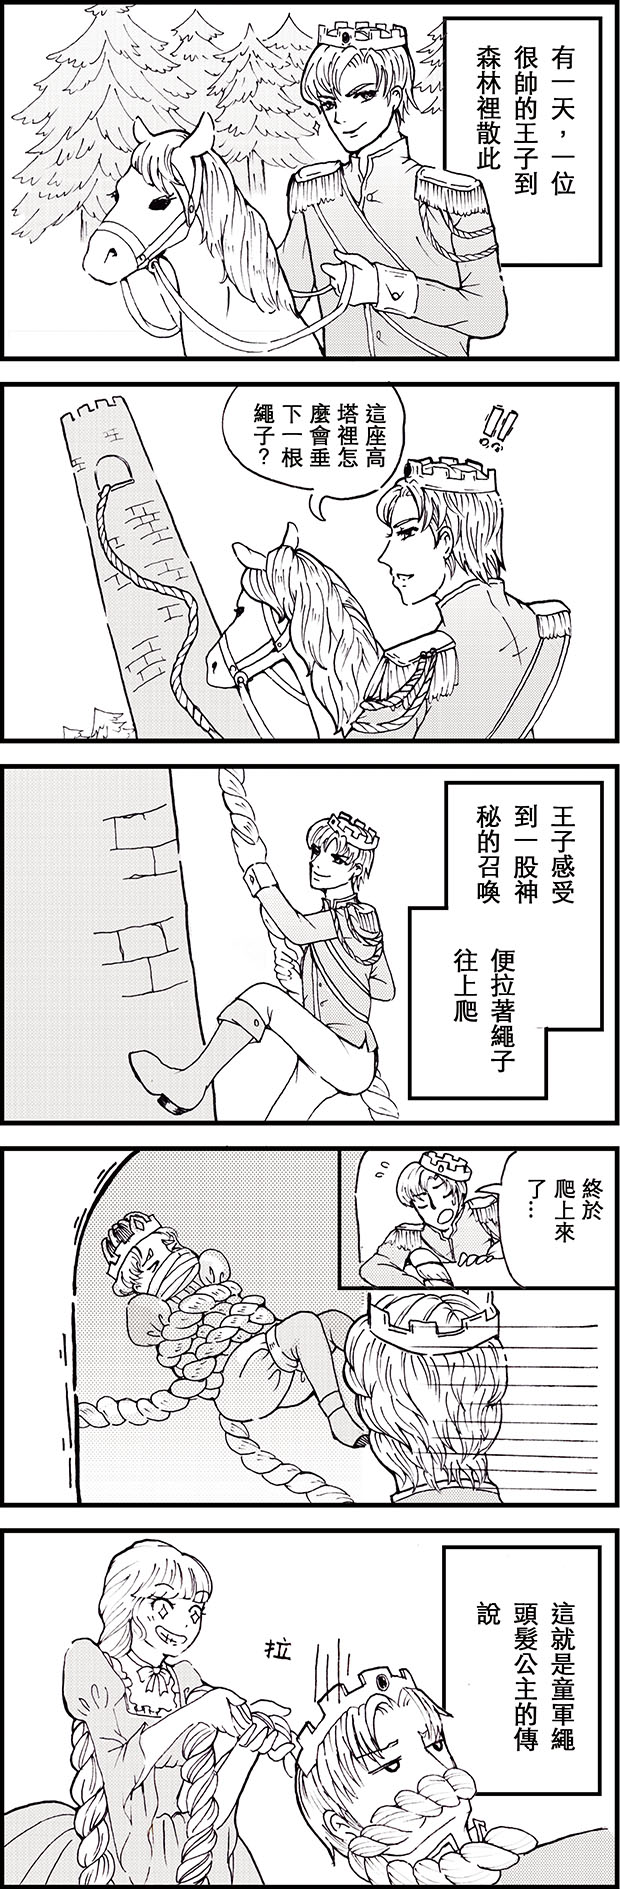 有一天，一位
很帥的王子到
森林裡散此
這座高
塔裡怎
麼會垂
下一根
繩子？
!!
王子感受
到一股神
秘的召喚
便拉著繩子
往上爬
終於
爬上來
了…
這就是童軍繩
頭髮公主的傳
說
拉